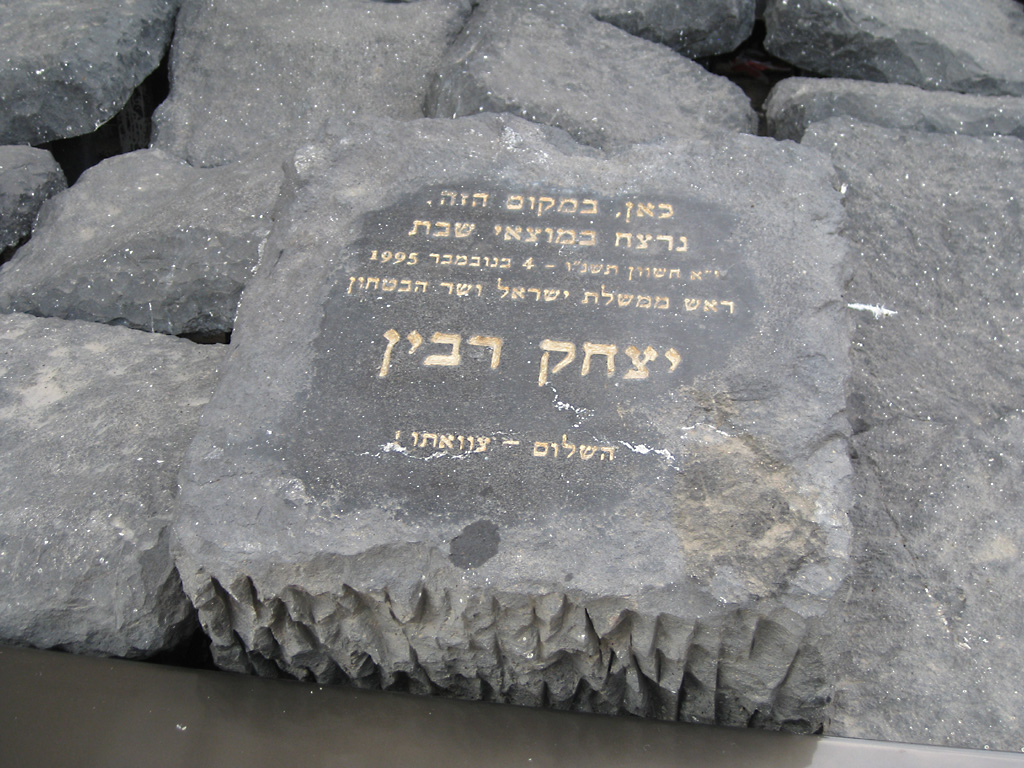 כאן, במקום הזה,
נרצח במוצאי שבת
י״א חשוון תשנ״ו - 4 בנובמבר 1995
ראש ממשלת ישראל ושר הבטחון
יצחק רבין
השלום - צוואתו!